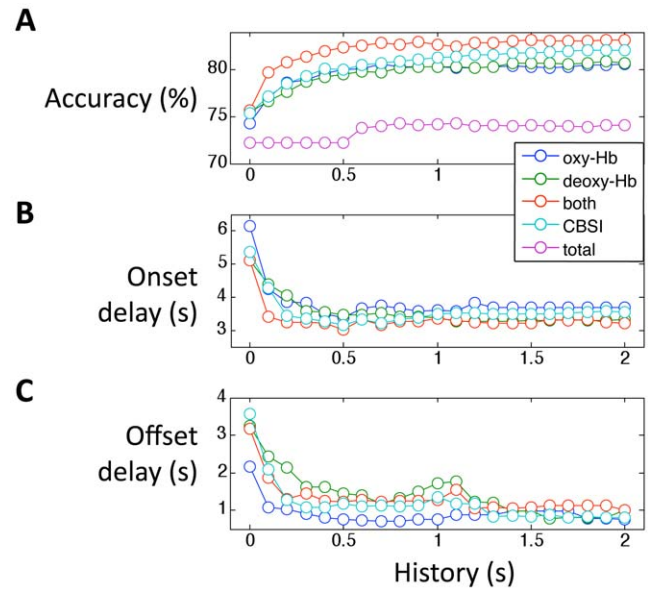 A
Accuracy (%)
80
75
70
0
0.5
1
oxy-Hb
deoxy-Hb
both
CBSI
total
B
Onset
delay (s)
6
5
4
3
0
0.5
1
1.5
2
C
Offset
delay (s)
4
3
2
1
0
0.5
1
1.5
2
History (s)